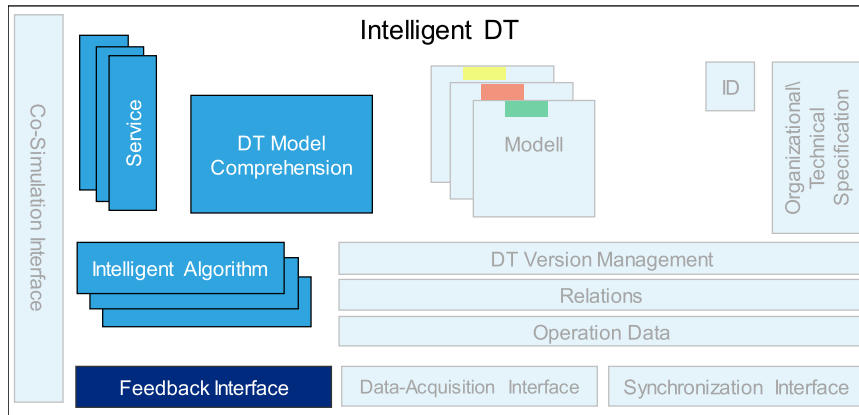 Intelligent DT
Co-Simulation Interface
Service
DT Model
Comprehension
Modell
ID
Organizational\
Technical
Specification
Intelligent Algorithm
DT Version Management
Relations
Operation Data
Feedback Interface
Data-Acquisition Interface
Synchronization Interface